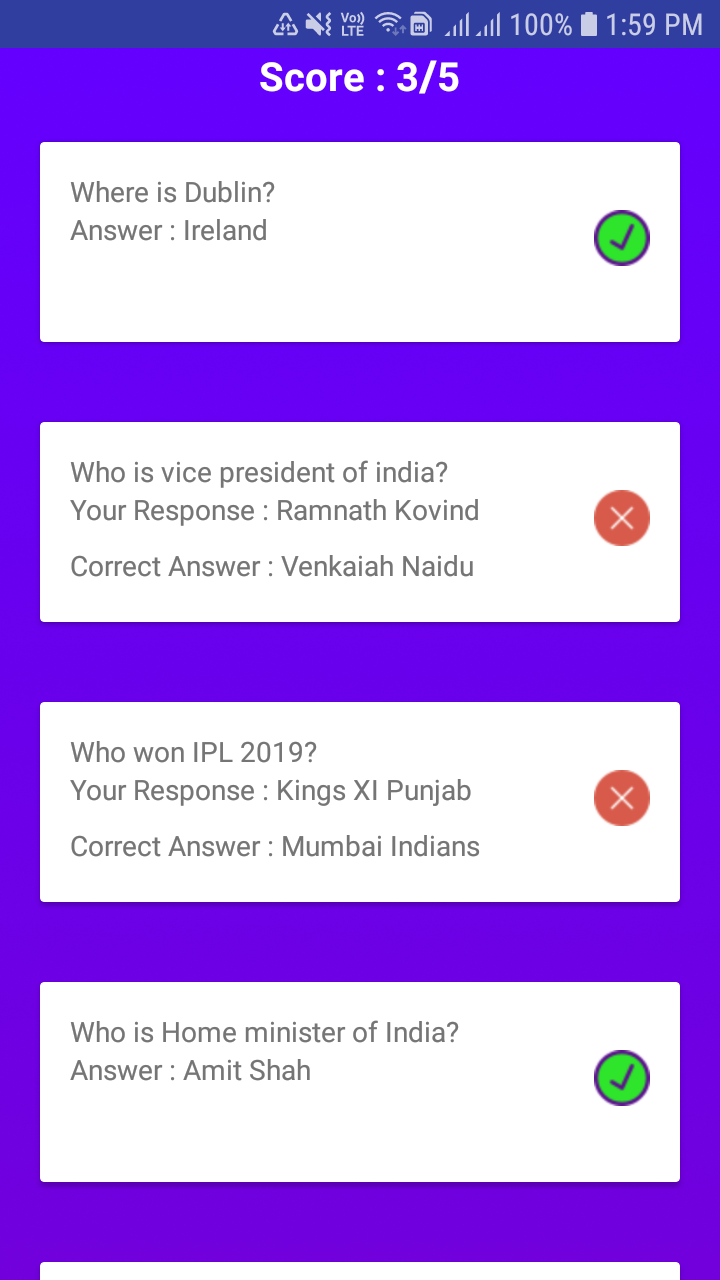 Vo)) LTE 100% 1:59 PM
Score : 3/5
Where is Dublin?
Answer : Ireland
Who is vice president of india?
Your Response : Ramnath Kovind
Correct Answer : Venkaiah Naidu
Who won IPL 2019?
Your Response : Kings XI Punjab
Correct Answer : Mumbai Indians
Who is Home minister of India?
Answer : Amit Shah